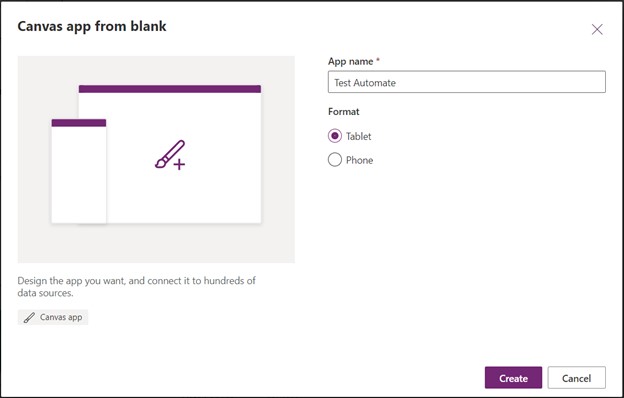 Canvas app from blank
App name *
Test Automate
Format
Tablet
Phone
Design the app you want, and connect it to hundreds of
data sources.
Canvas app
Create
Cancel